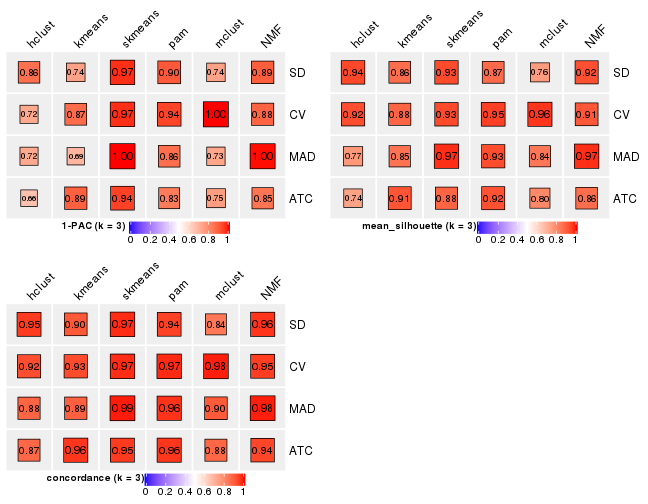 hclust kmeans skmeans pam mclust NMF
0.86 0.74 0.97 0.90 0.74 0.89 SD
0.72 0.87 0.97 0.94 1.00 0.88 CV
0.72 0.69 1.00 0.86 0.73 1.00 MAD
0.66 0.89 0.94 0.83 0.75 0.85 ATC
1-PAC (k = 3)
0 0.2 0.4 0.6 0.8 1
hclust kmeans skmeans pam mclust NMF
0.94 0.86 0.93 0.87 0.76 0.92 SD
0.92 0.88 0.93 0.95 0.96 0.91 CV
0.77 0.85 0.97 0.93 0.84 0.97 MAD
0.74 0.91 0.88 0.92 0.80 0.86 ATC
mean_silhouette (k = 3)
0 0.2 0.4 0.6 0.8 1
hclust kmeans skmeans pam mclust NMF
0.95 0.90 0.97 0.94 0.84 0.96 SD
0.92 0.93 0.97 0.97 0.98 0.95 CV
0.88 0.89 0.99 0.96 0.90 0.98 MAD
0.87 0.96 0.95 0.96 0.88 0.94 ATC
concordance (k = 3)
0 0.2 0.4 0.6 0.8 1